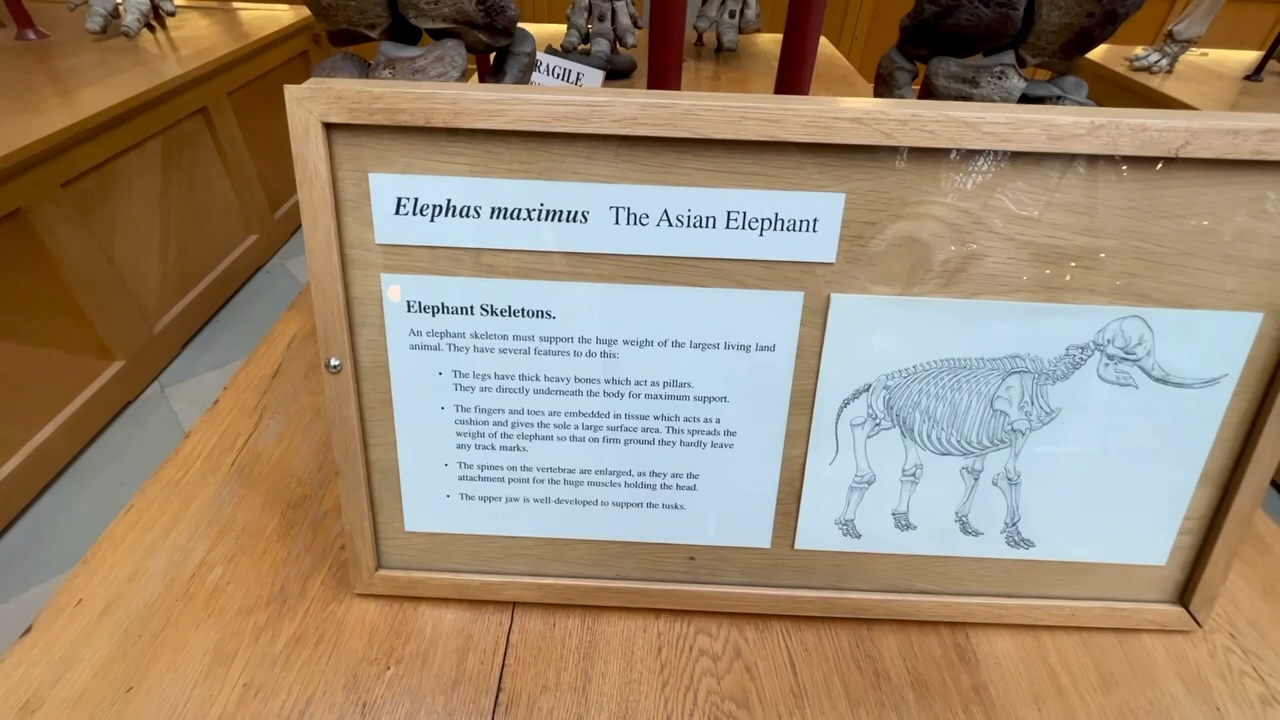 RAGILE
Elephas maximus The Asian Elephant
Elephant Skeletons.
An elephant skeleton must support the huge weight of the largest living land
animal. They have several features to do this:
• The legs have thick heavy bones which act as pillars.
They are directly underneath the body for maximum support.
• The fingers and toes are embedded in tissue which acts as a
cushion and gives the sole a large surface area. This spreads the
weight of the elephant so that on firm ground they hardly leave
any track marks.
• The spines on the vertebrae are enlarged, as they are the
attachment point for the huge muscles holding the head.
• The upper jaw is well-developed to support the tusks.